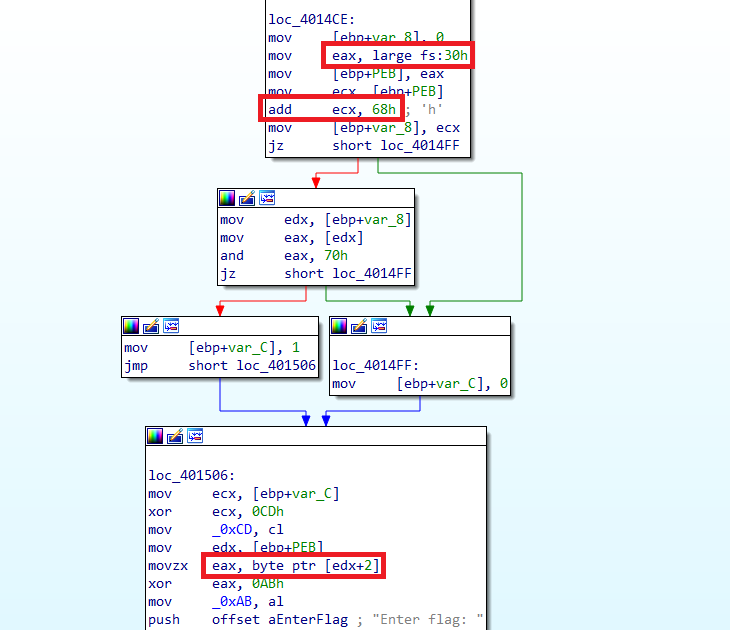 loc_4014CE:
mov [ebp+var_8], 0
mov eax, large fs:30h
mov [ebp+PEB], eax
mov ecx, [ebp+PEB]
add ecx, 68h ; 'h'
mov [ebp+var_8], ecx
jz short loc_4014FF
mov edx, [ebp+var_8]
mov eax, [edx]
and eax, 70h
jz short loc_4014FF
mov [ebp+var_C], 1
jmp short loc_401506
loc_4014FF:
mov [ebp+var_C], 0
loc_401506:
mov ecx, [ebp+var_C]
xor ecx, 0CDh
mov _0xCD, cl
mov edx, [ebp+PEB]
movzx eax, byte ptr [edx+2]
xor eax, 0ABh
mov _0xAB, al
push offset aEnterFlag ; "Enter flag: "